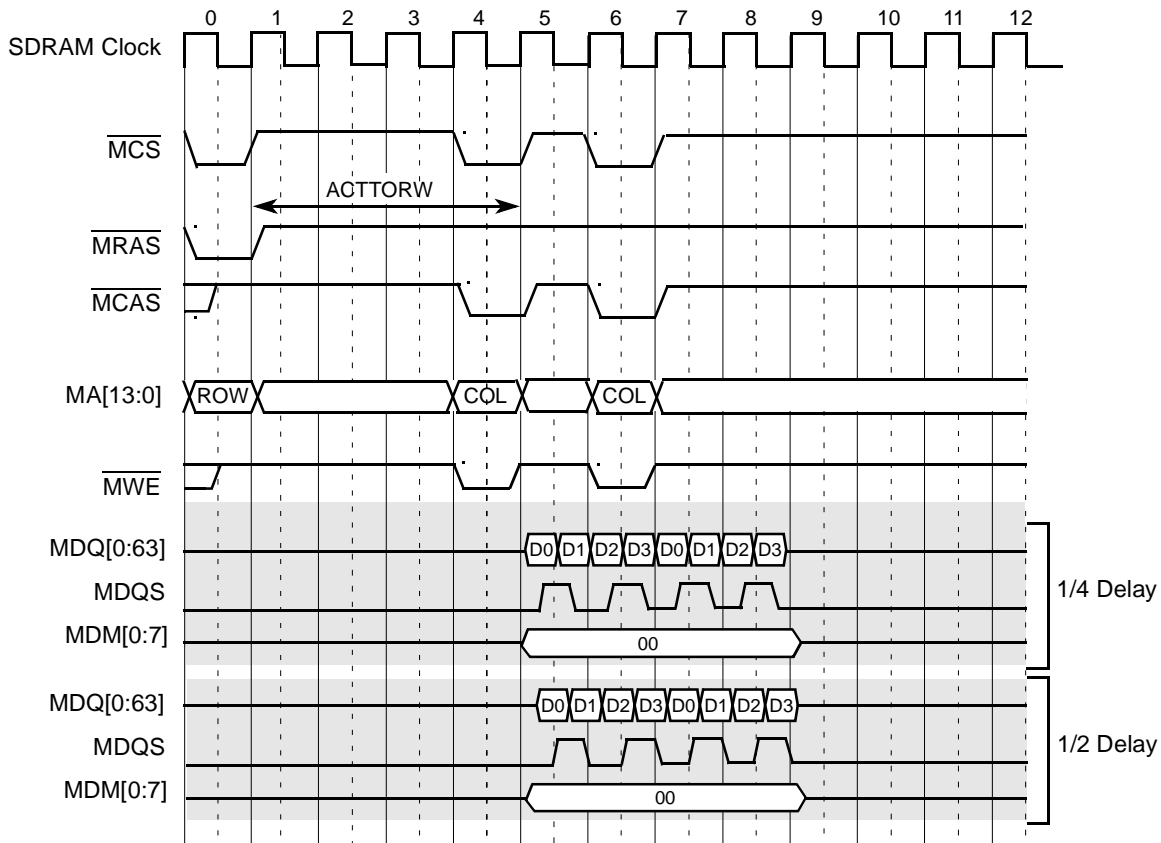 0 1 2 3 4 5 6 7 8 9 10 11 12
SDRAM Clock
MCS
ACTTORW
MRAS
MCAS
MA[13:0] ROW COL COL
MWE
MDQ[0:63] D0 D1 D2 D3 D0 D1 D2 D3
MDQS
1/4 Delay
MDM[0:7] 00
MDQ[0:63] D0 D1 D2 D3 D0 D1 D2 D3
MDQS
1/2 Delay
MDM[0:7] 00